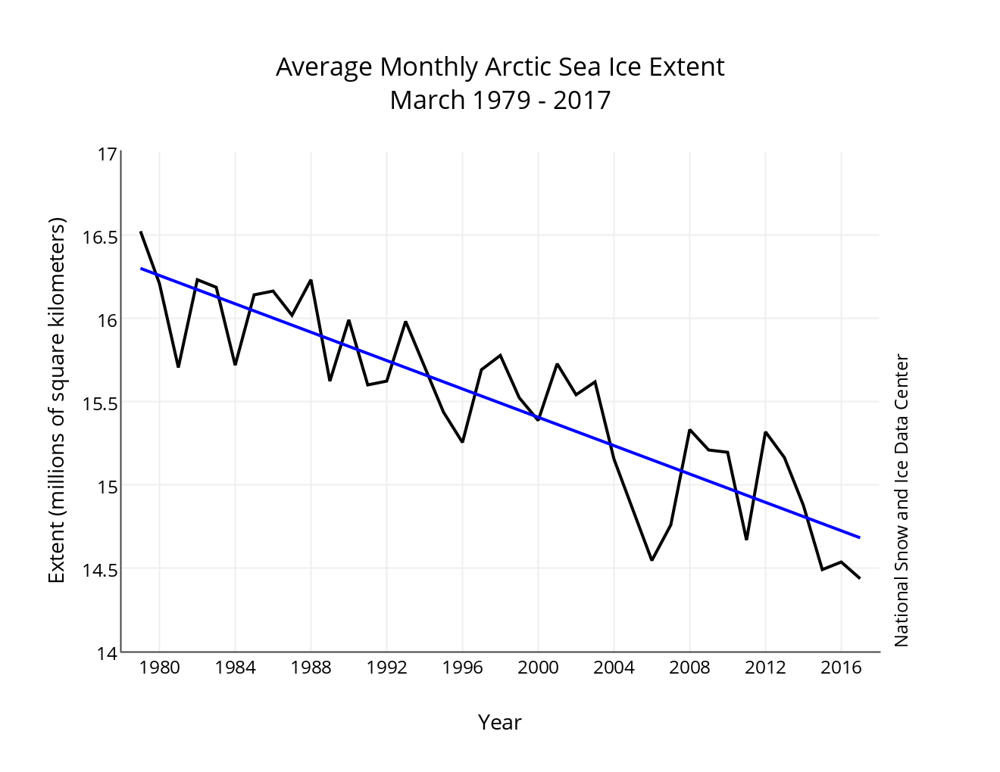 Average Monthly Arctic Sea Ice Extent
March 1979 - 2017
Extent (millions of square kilometers)
17
16.5
16
15.5
15
14.5
14
1980 1984 1988 1992 1996 2000 2004 2008 2012 2016
Year
National Snow and Ice Data Center